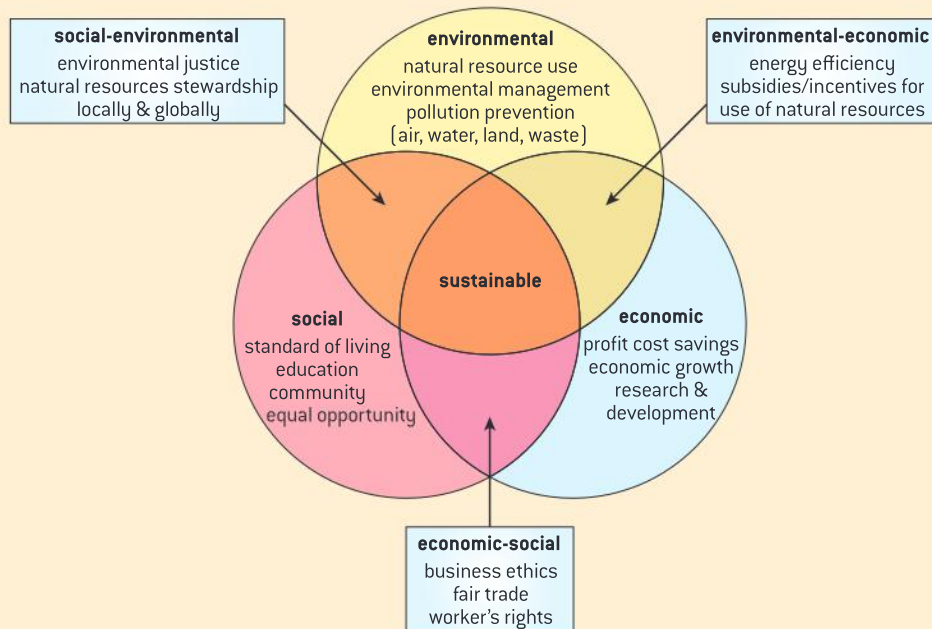 social-environmental
environmental justice
natural resources stewardship
locally & globally
environmental
natural resource use
environmental management
pollution prevention
(air, water, land, waste)
environmental-economic
energy efficiency
subsidies/incentives for
use of natural resources
sustainable
social
standard of living
education
community
equal opportunity
economic
profit cost savings
economic growth
research &
development
economic-social
business ethics
fair trade
worker's rights